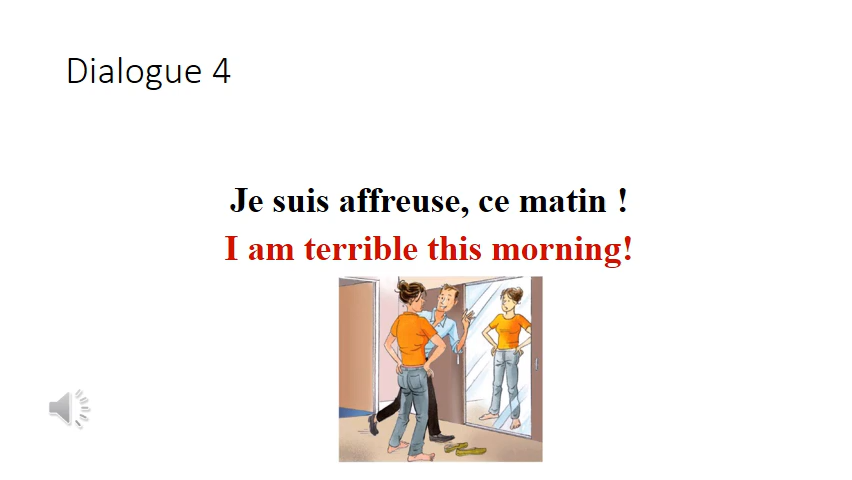 Dialogue 4
Je suis affreuse, ce matin !
I am terrible this morning!